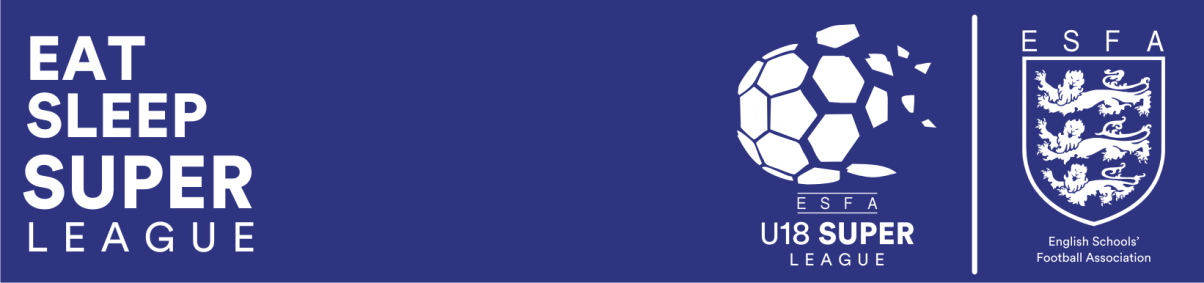 EAT
SLEEP
SUPER
LEAGUE
ESFA
U18 SUPER
LEAGUE
ESFA
English Schools'
Football Association